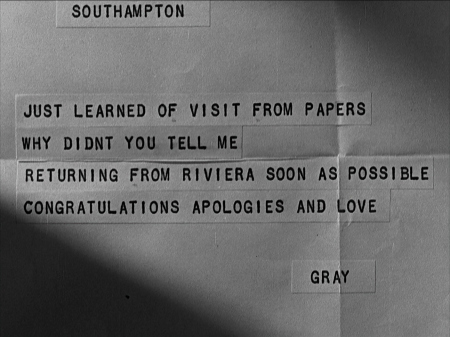 SOUTHAMPTON
JUST LEARNED OF VISIT FROM PAPERS
WHY DIDNT YOU TELL ME
RETURNING FROM RIVIERA SOON AS POSSIBLE
CONGRATULATIONS APOLOGIES AND LOVE
GRAY